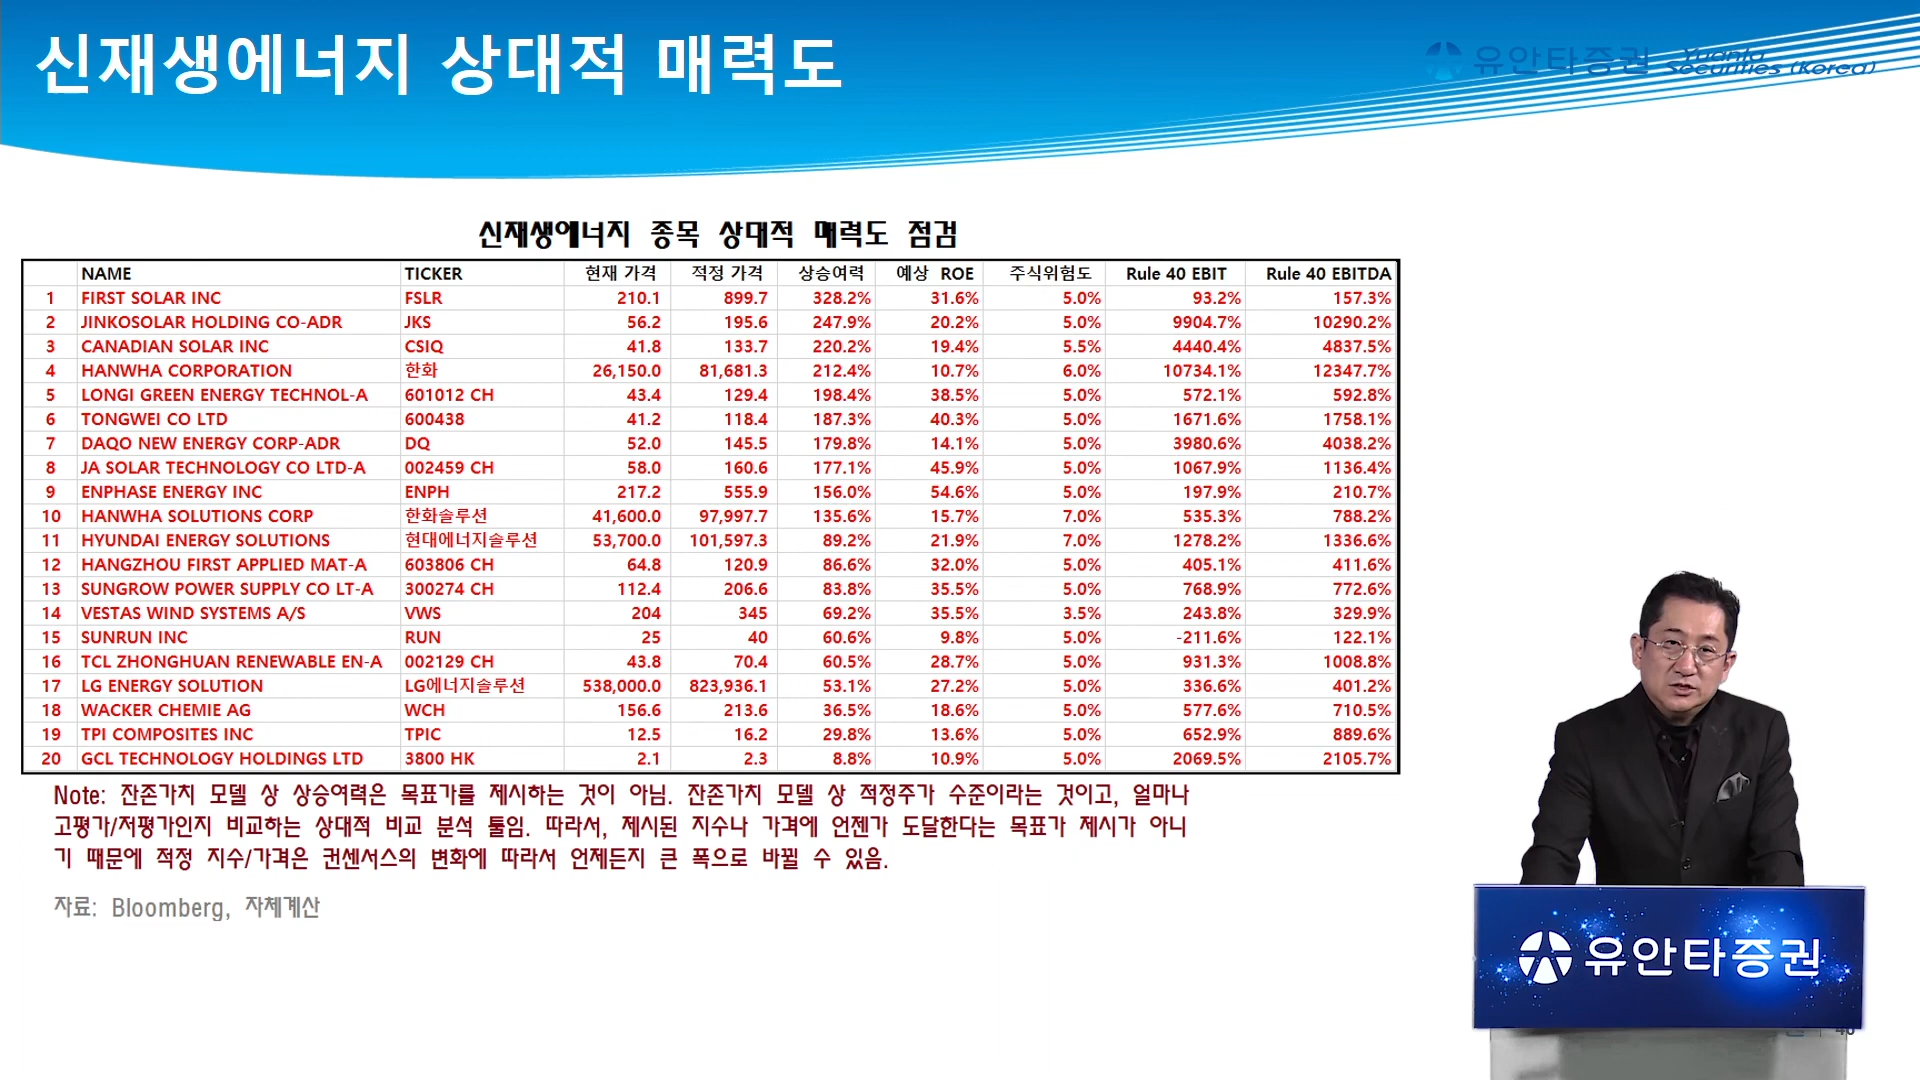 신재생에너지 상대적 매력도
유안타증권 Yuanta Securities (Korea)
신재생에너지 종목 상대적 매력도 점검
NAME TICKER 현재 가격 적정 가격 상승여력 예상 ROE 주식위험도 Rule 40 EBIT Rule 40 EBITDA
1 FIRST SOLAR INC FSLR 210.1 899.7 328.2% 31.6% 5.0% 93.2% 157.3%
2 JINKOSOLAR HOLDING CO-ADR JKS 56.2 195.6 247.9% 20.2% 5.0% 9904.7% 10290.2%
3 CANADIAN SOLAR INC CSIQ 41.8 133.7 220.2% 19.4% 5.5% 4440.4% 4837.5%
4 HANWHA CORPORATION 한화 26,150.0 81,681.3 212.4% 10.7% 6.0% 10734.1% 12347.7%
5 LONGI GREEN ENERGY TECHNOL-A 601012 CH 43.4 129.4 198.4% 38.5% 5.0% 572.1% 592.8%
6 TONGWEI CO LTD 600438 41.2 118.4 187.3% 40.3% 5.0% 1671.6% 1758.1%
7 DAQO NEW ENERGY CORP-ADR DQ 52.0 145.5 179.8% 14.1% 5.0% 3980.6% 4038.2%
8 JA SOLAR TECHNOLOGY CO LTD-A 002459 CH 58.0 160.6 177.1% 45.9% 5.0% 1067.9% 1136.4%
9 ENPHASE ENERGY INC ENPH 217.2 555.9 156.0% 54.6% 5.0% 197.9% 210.7%
10 HANWHA SOLUTIONS CORP 한화솔루션 41,600.0 97,997.7 135.6% 15.7% 7.0% 535.3% 788.2%
11 HYUNDAI ENERGY SOLUTIONS 현대에너지솔루션 53,700.0 101,597.3 89.2% 21.9% 7.0% 1278.2% 1336.6%
12 HANGZHOU FIRST APPLIED MAT-A 603806 CH 64.8 120.9 86.6% 32.0% 5.0% 405.1% 411.6%
13 SUNGROW POWER SUPPLY CO LT-A 300274 CH 112.4 206.6 83.8% 35.5% 5.0% 768.9% 772.6%
14 VESTAS WIND SYSTEMS A/S VWS 204 345 69.2% 35.5% 3.5% 243.8% 329.9%
15 SUNRUN INC RUN 25 40 60.6% 9.8% 5.0% -211.6% 122.1%
16 TCL ZHONGHUAN RENEWABLE EN-A 002129 CH 43.8 70.4 60.5% 28.7% 5.0% 931.3% 1008.8%
17 LG ENERGY SOLUTION LG에너지솔루션 538,000.0 823,936.1 53.1% 27.2% 5.0% 336.6% 401.2%
18 WACKER CHEMIE AG WCH 156.6 213.6 36.5% 18.6% 5.0% 577.6% 710.5%
19 TPI COMPOSITES INC TPIC 12.5 16.2 29.8% 13.6% 5.0% 652.9% 889.6%
20 GCL TECHNOLOGY HOLDINGS LTD 3800 HK 2.1 2.3 8.8% 10.9% 5.0% 2069.5% 2105.7%
Note: 잔존가치 모델 상 상승여력은 목표가를 제시하는 것이 아님. 잔존가치 모델 상 적정주가 수준이라는 것이고, 얼마나
고평가/저평가인지 비교하는 상대적 비교 분석 툴임. 따라서, 제시된 지수나 가격에 언젠가 도달한다는 목표가 제시가 아니
기 때문에 적정 지수/가격은 컨센서스의 변화에 따라서 언제든지 큰 폭으로 바뀔 수 있음.
자료: Bloomberg, 자체계산
유안타증권